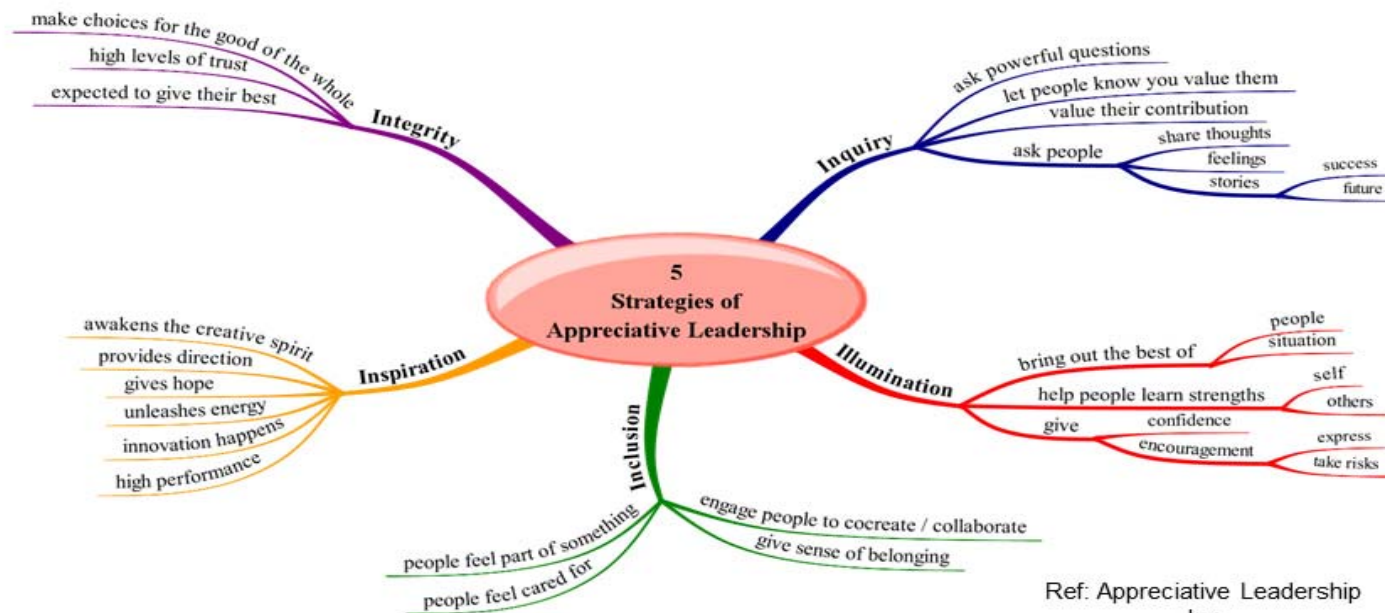 5
Strategies of
Appreciative Leadership
Inquiry
ask powerful questions
let people know you value them
value their contribution
ask people
share thoughts
feelings
stories
success
future
Illumination
bring out the best of
people
situation
help people learn strengths
self
others
give
confidence
encouragement
express
take risks
Inclusion
engage people to cocreate / collaborate
give sense of belonging
people feel part of something
people feel cared for
Inspiration
awakens the creative spirit
provides direction
gives hope
unleashes energy
innovation happens
high performance
Integrity
make choices for the good of the whole
high levels of trust
expected to give their best
Ref: Appreciative Leadership